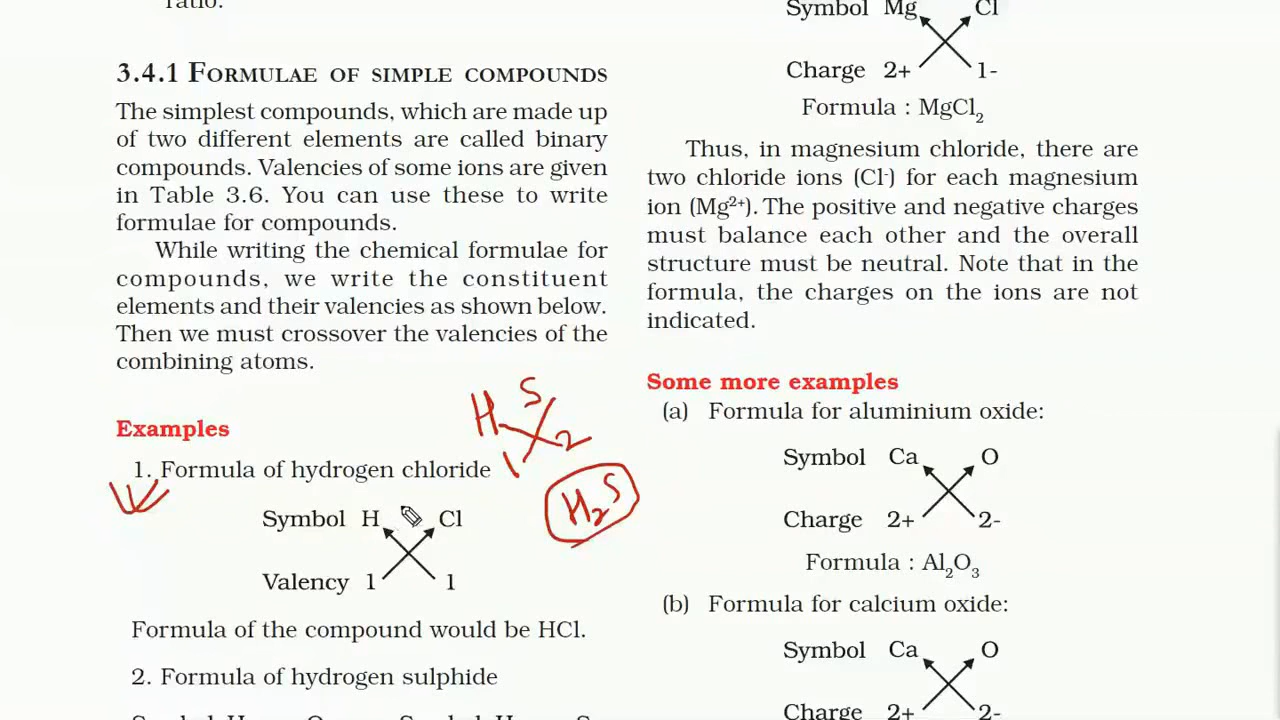 ratio.
3.4.1 FORMULAE OF SIMPLE COMPOUNDS
The simplest compounds, which are made up
of two different elements are called binary
compounds. Valencies of some ions are given
in Table 3.6. You can use these to write
formulae for compounds.
While writing the chemical formulae for
compounds, we write the constituent
elements and their valencies as shown below.
Then we must crossover the valencies of the
combining atoms.
H S
1 2
H₂S
Examples
1. Formula of hydrogen chloride
Symbol H Cl
Valency 1 1
Formula of the compound would be HCl.
2. Formula of hydrogen sulphide
Symbol Mg Cl
Charge 2+ 1-
Formula : MgCl₂
Thus, in magnesium chloride, there are
two chloride ions (Cl⁻) for each magnesium
ion (Mg²⁺). The positive and negative charges
must balance each other and the overall
structure must be neutral. Note that in the
formula, the charges on the ions are not
indicated.
Some more examples
(a) Formula for aluminium oxide:
Symbol Ca O
Charge 2+ 2-
Formula : Al₂O₃
(b) Formula for calcium oxide:
Symbol Ca O
Charge 2+ 2-